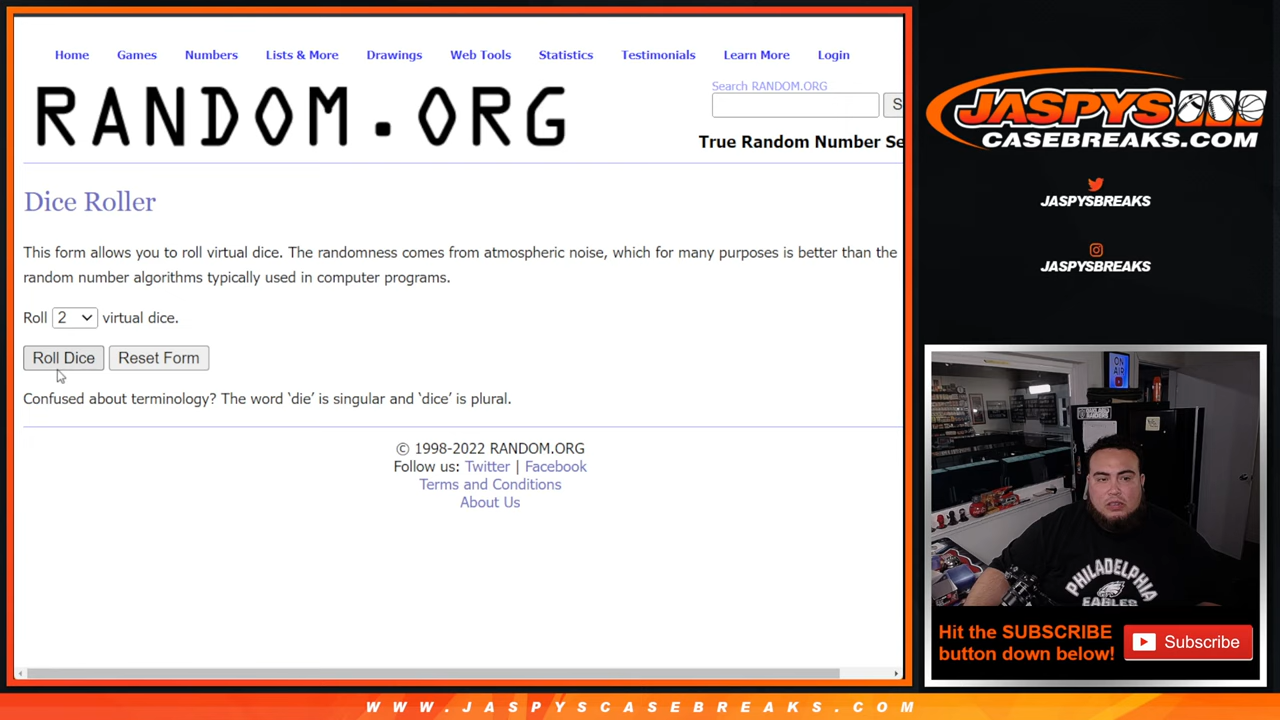 Home Games Numbers Lists & More Drawings Web Tools Statistics Testimonials Learn More Login
RANDOM.ORG
Search RANDOM.ORG
S
True Random Number Se
Dice Roller
This form allows you to roll virtual dice. The randomness comes from atmospheric noise, which for many purposes is better than the
random number algorithms typically used in computer programs.
Roll 2 virtual dice.
Roll Dice Reset Form
Confused about terminology? The word ‘die’ is singular and ‘dice’ is plural.
© 1998-2022 RANDOM.ORG
Follow us: Twitter | Facebook
Terms and Conditions
About Us
JASPYS
CASEBREAKS.COM
JASPYSBREAKS
JASPYSBREAKS
ON
AIR
PHILADELPHIA
EAGLES
Hit the SUBSCRIBE
button down below!
Subscribe
WWW.JASPYSCASEBREAKS.COM